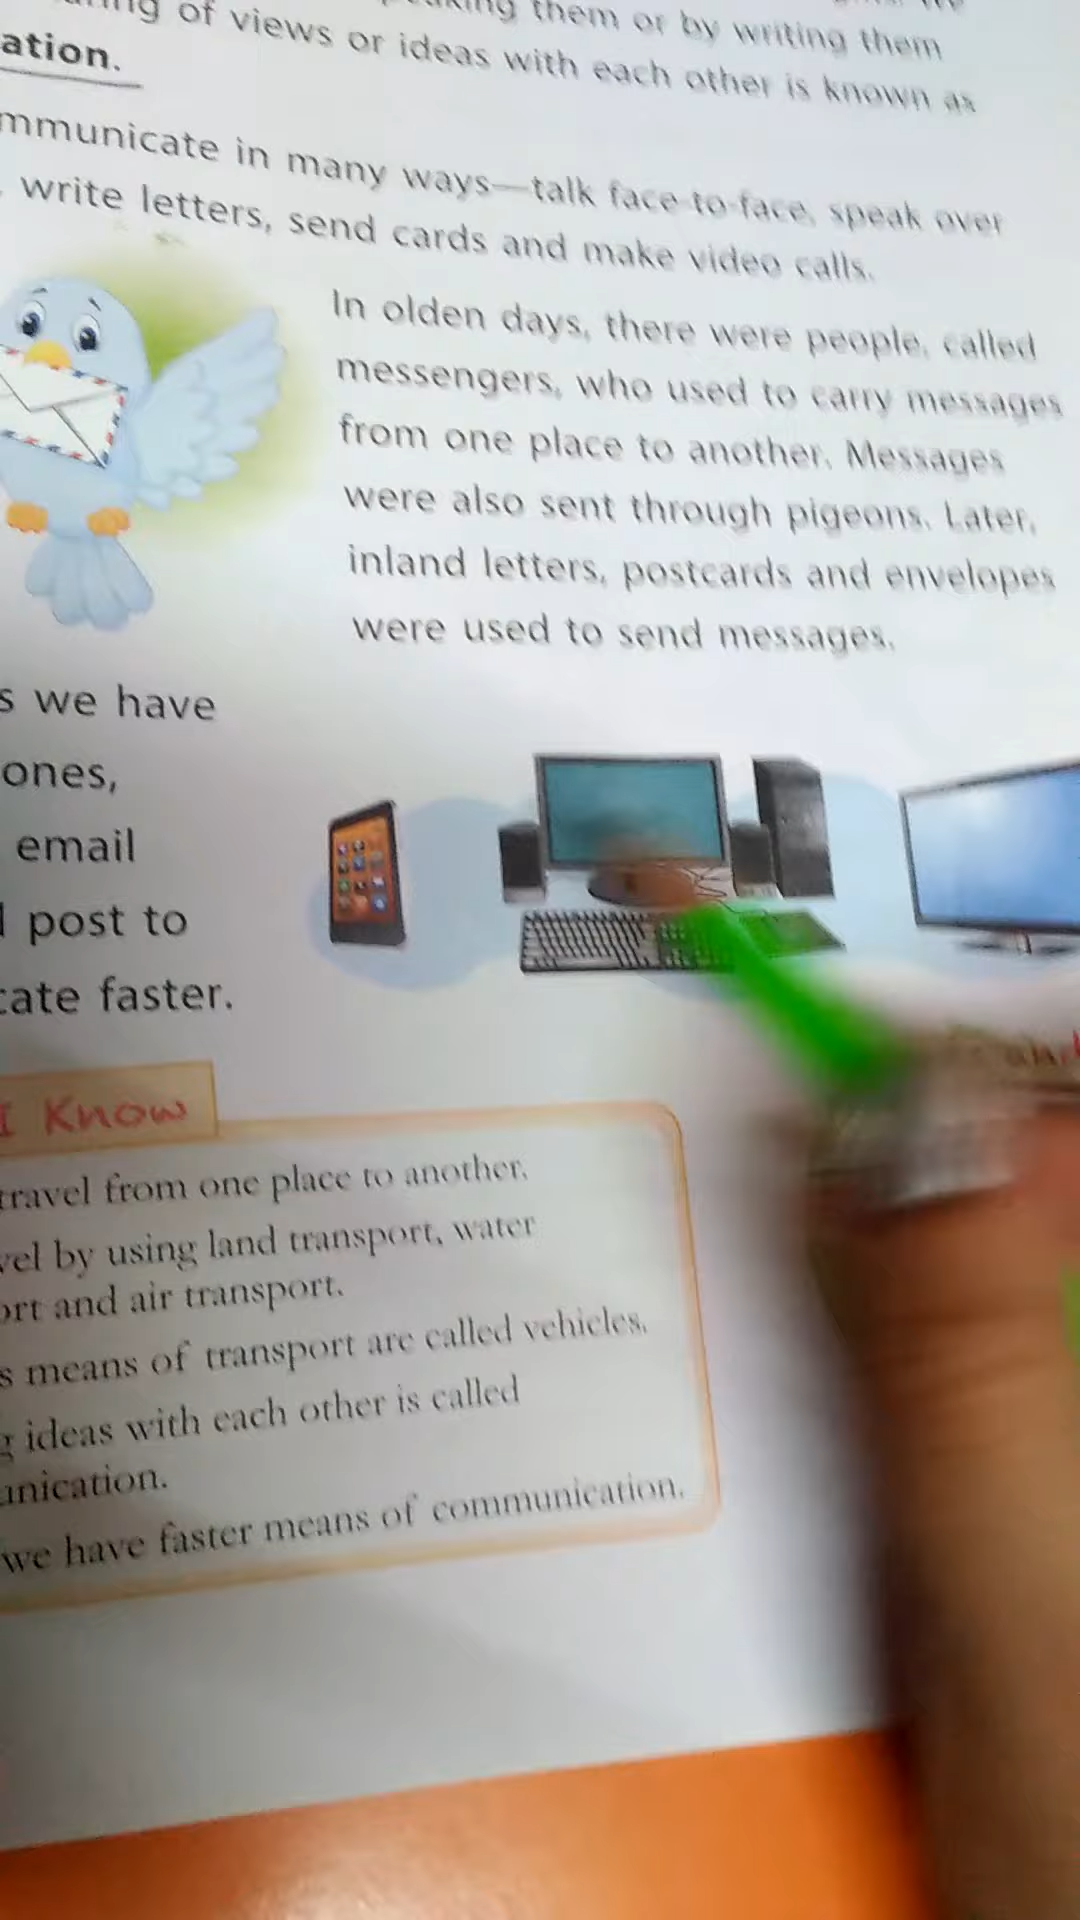 of views or ideas with each other is known as
them or by writing them
ation.
mmunicate in many ways—talk face-to-face, speak over
write letters, send cards and make video calls.
In olden days, there were people, called
messengers, who used to carry messages
from one place to another. Messages
were also sent through pigeons. Later,
inland letters, postcards and envelopes
were used to send messages.
s we have
ones,
email
post to
cate faster.
I Know
travel from one place to another.
vel by using land transport, water
ort and air transport.
s means of transport are called vehicles.
g ideas with each other is called
unication.
we have faster means of communication.